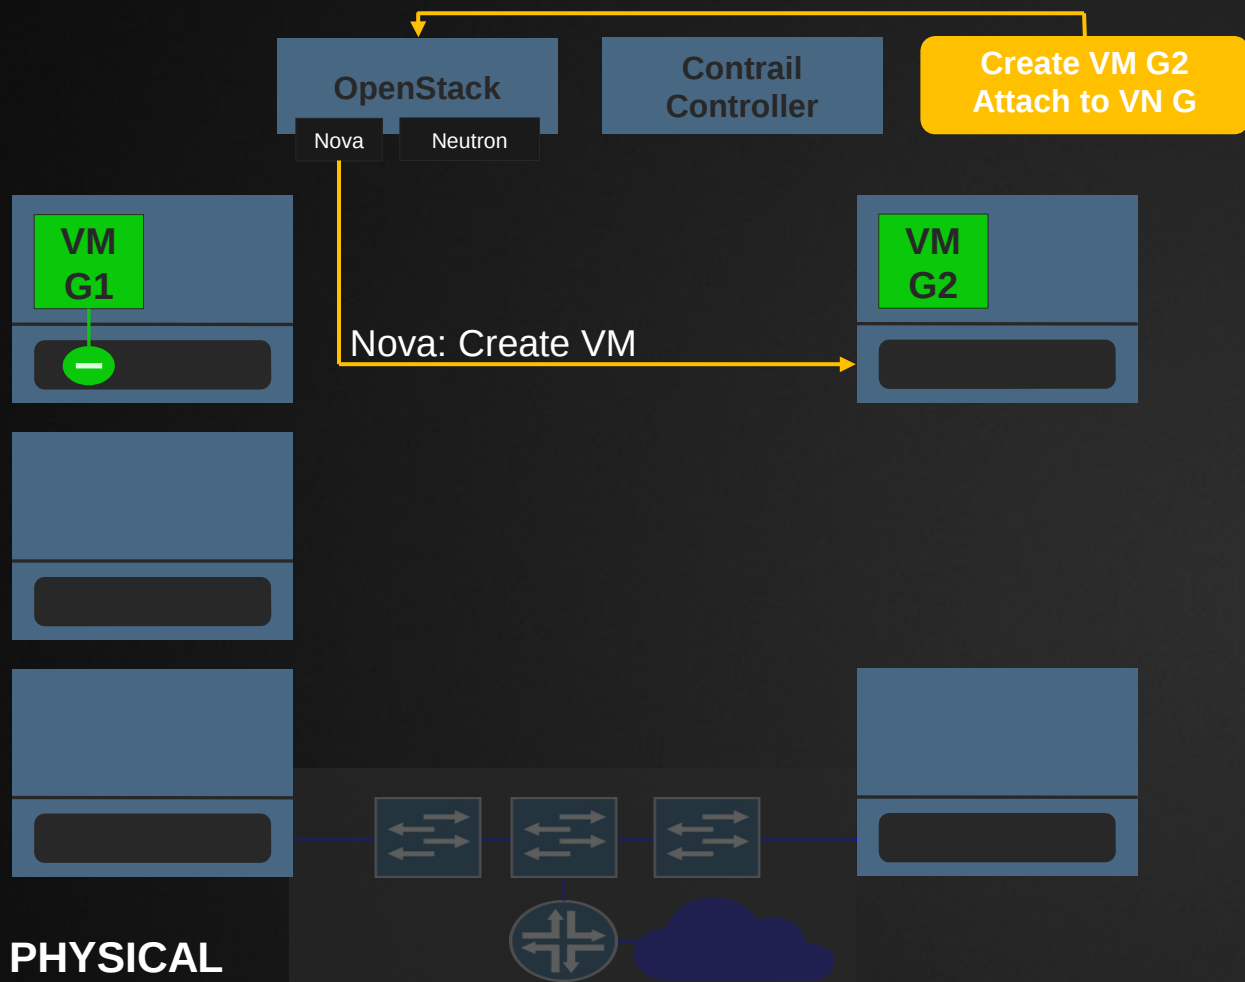 OpenStack
Nova
Neutron
Contrail
Controller
Create VM G2
Attach to VN G
VM
G1
VM
G2
Nova: Create VM
PHYSICAL